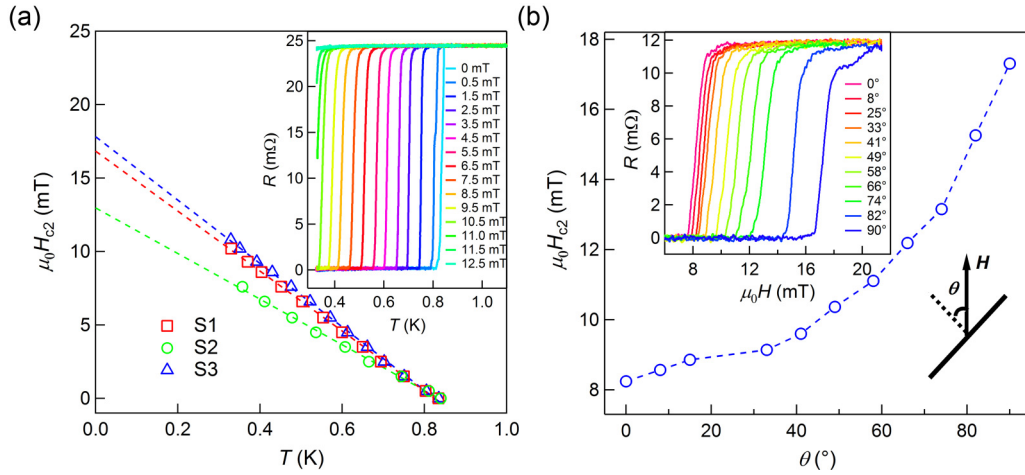 (a)
25
20
15
10
5
0
μ0Hc2 (mT)
0.0 0.2 0.4 0.6 0.8 1.0
T (K)
S1
S2
S3
25
20
15
10
5
0
R (mΩ)
0.4 0.6 0.8 1.0
T (K)
0 mT
0.5 mT
1.5 mT
2.5 mT
3.5 mT
4.5 mT
5.5 mT
6.5 mT
7.5 mT
8.5 mT
9.5 mT
10.5 mT
11.0 mT
11.5 mT
12.5 mT
(b)
18
16
14
12
10
8
μ0Hc2 (mT)
0 20 40 60 80
θ (°)
12
10
8
6
4
2
0
R (mΩ)
8 12 16 20
μ0H (mT)
0°
8°
25°
33°
41°
49°
58°
66°
74°
82°
90°
H
θ